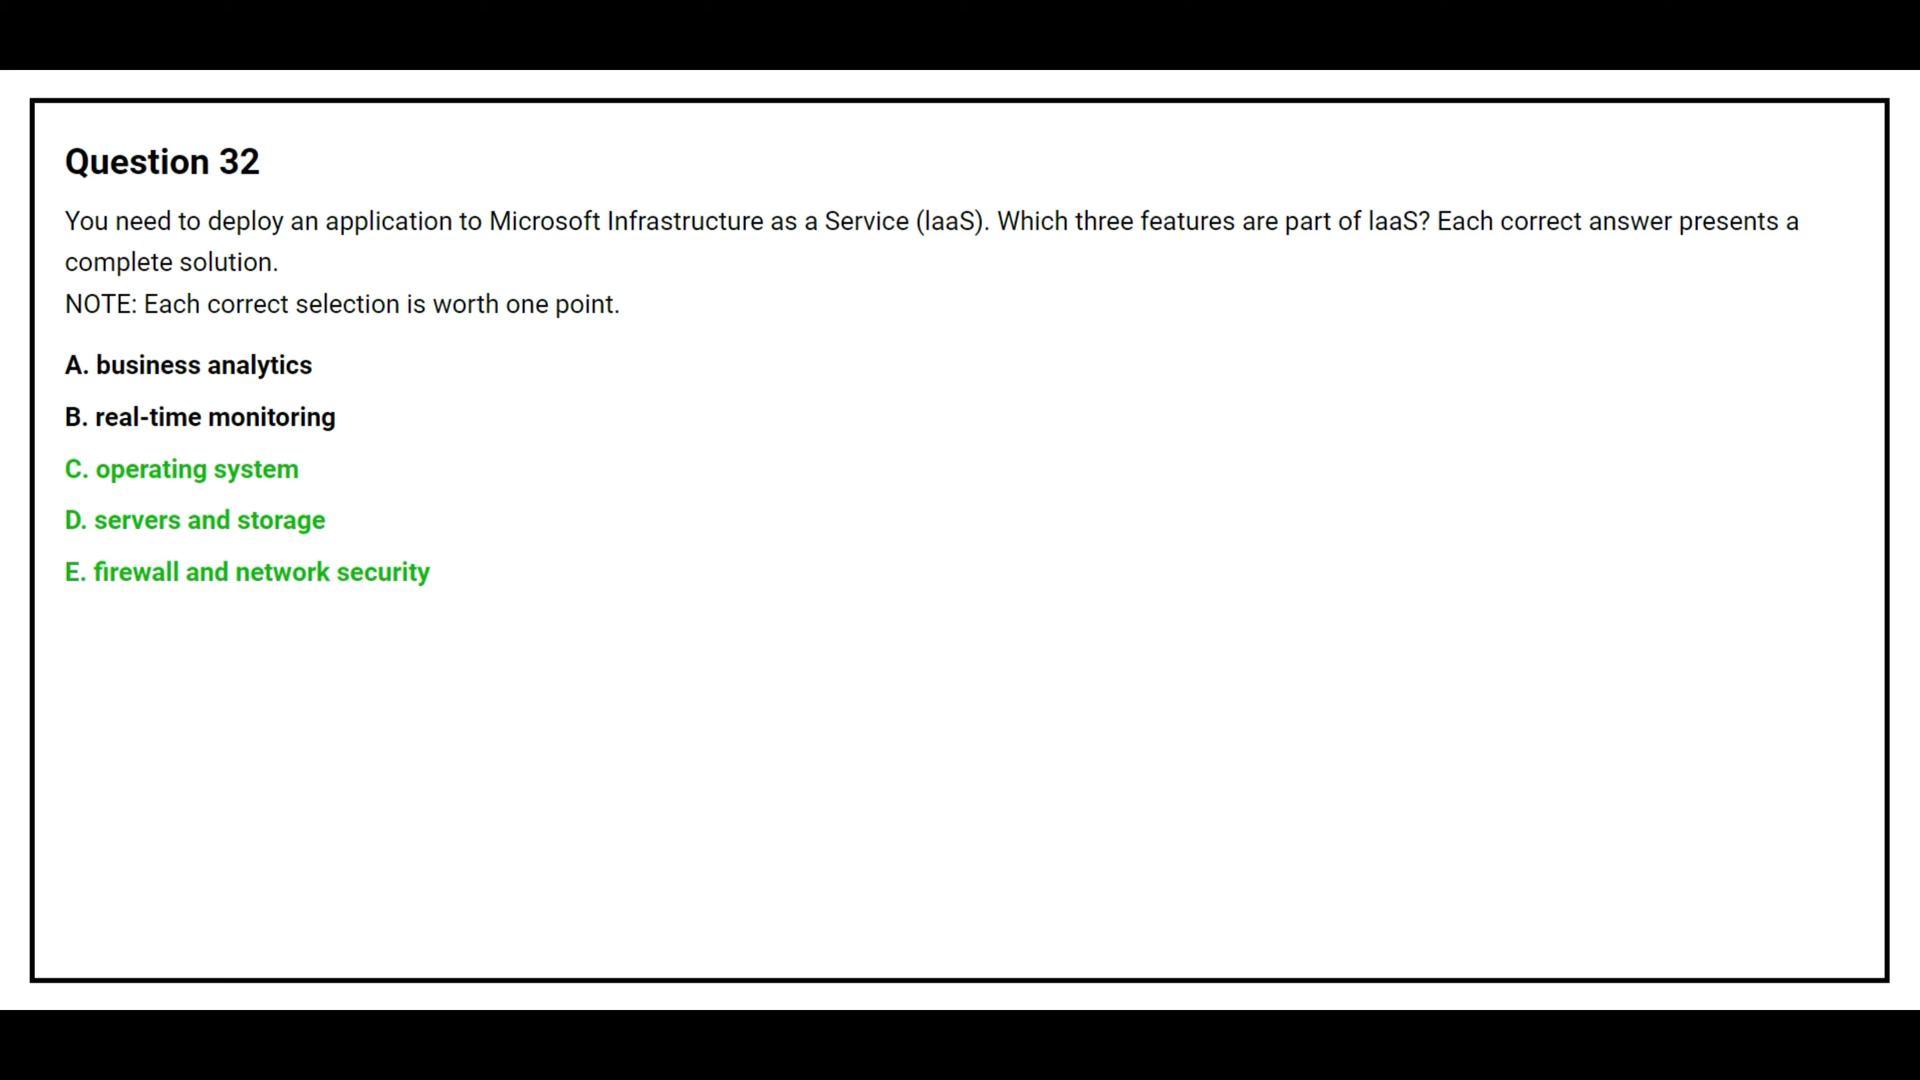 Question 32
You need to deploy an application to Microsoft Infrastructure as a Service (laaS). Which three features are part of laaS? Each correct answer presents a
complete solution.
NOTE: Each correct selection is worth one point.
A. business analytics
B. real-time monitoring
C. operating system
D. servers and storage
E. firewall and network security